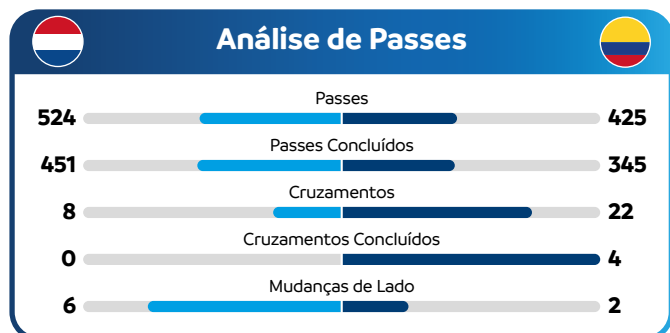 Análise de Passes
Passes
524 425
Passes Concluídos
451 345
Cruzamentos
8 22
Cruzamentos Concluídos
0 4
Mudanças de Lado
6 2